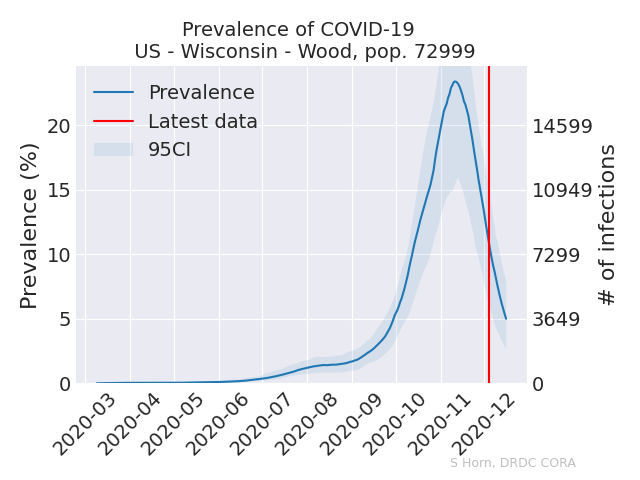 Prevalence of COVID-19
US - Wisconsin - Wood, pop. 72999
Prevalence
Latest data
95CI
Prevalence (%)
20
15
10
5
0
14599
10949
7299
3649
0
# of infections
2020-03
2020-04
2020-05
2020-06
2020-07
2020-08
2020-09
2020-10
2020-11
2020-12
S Horn, DRDC CORA